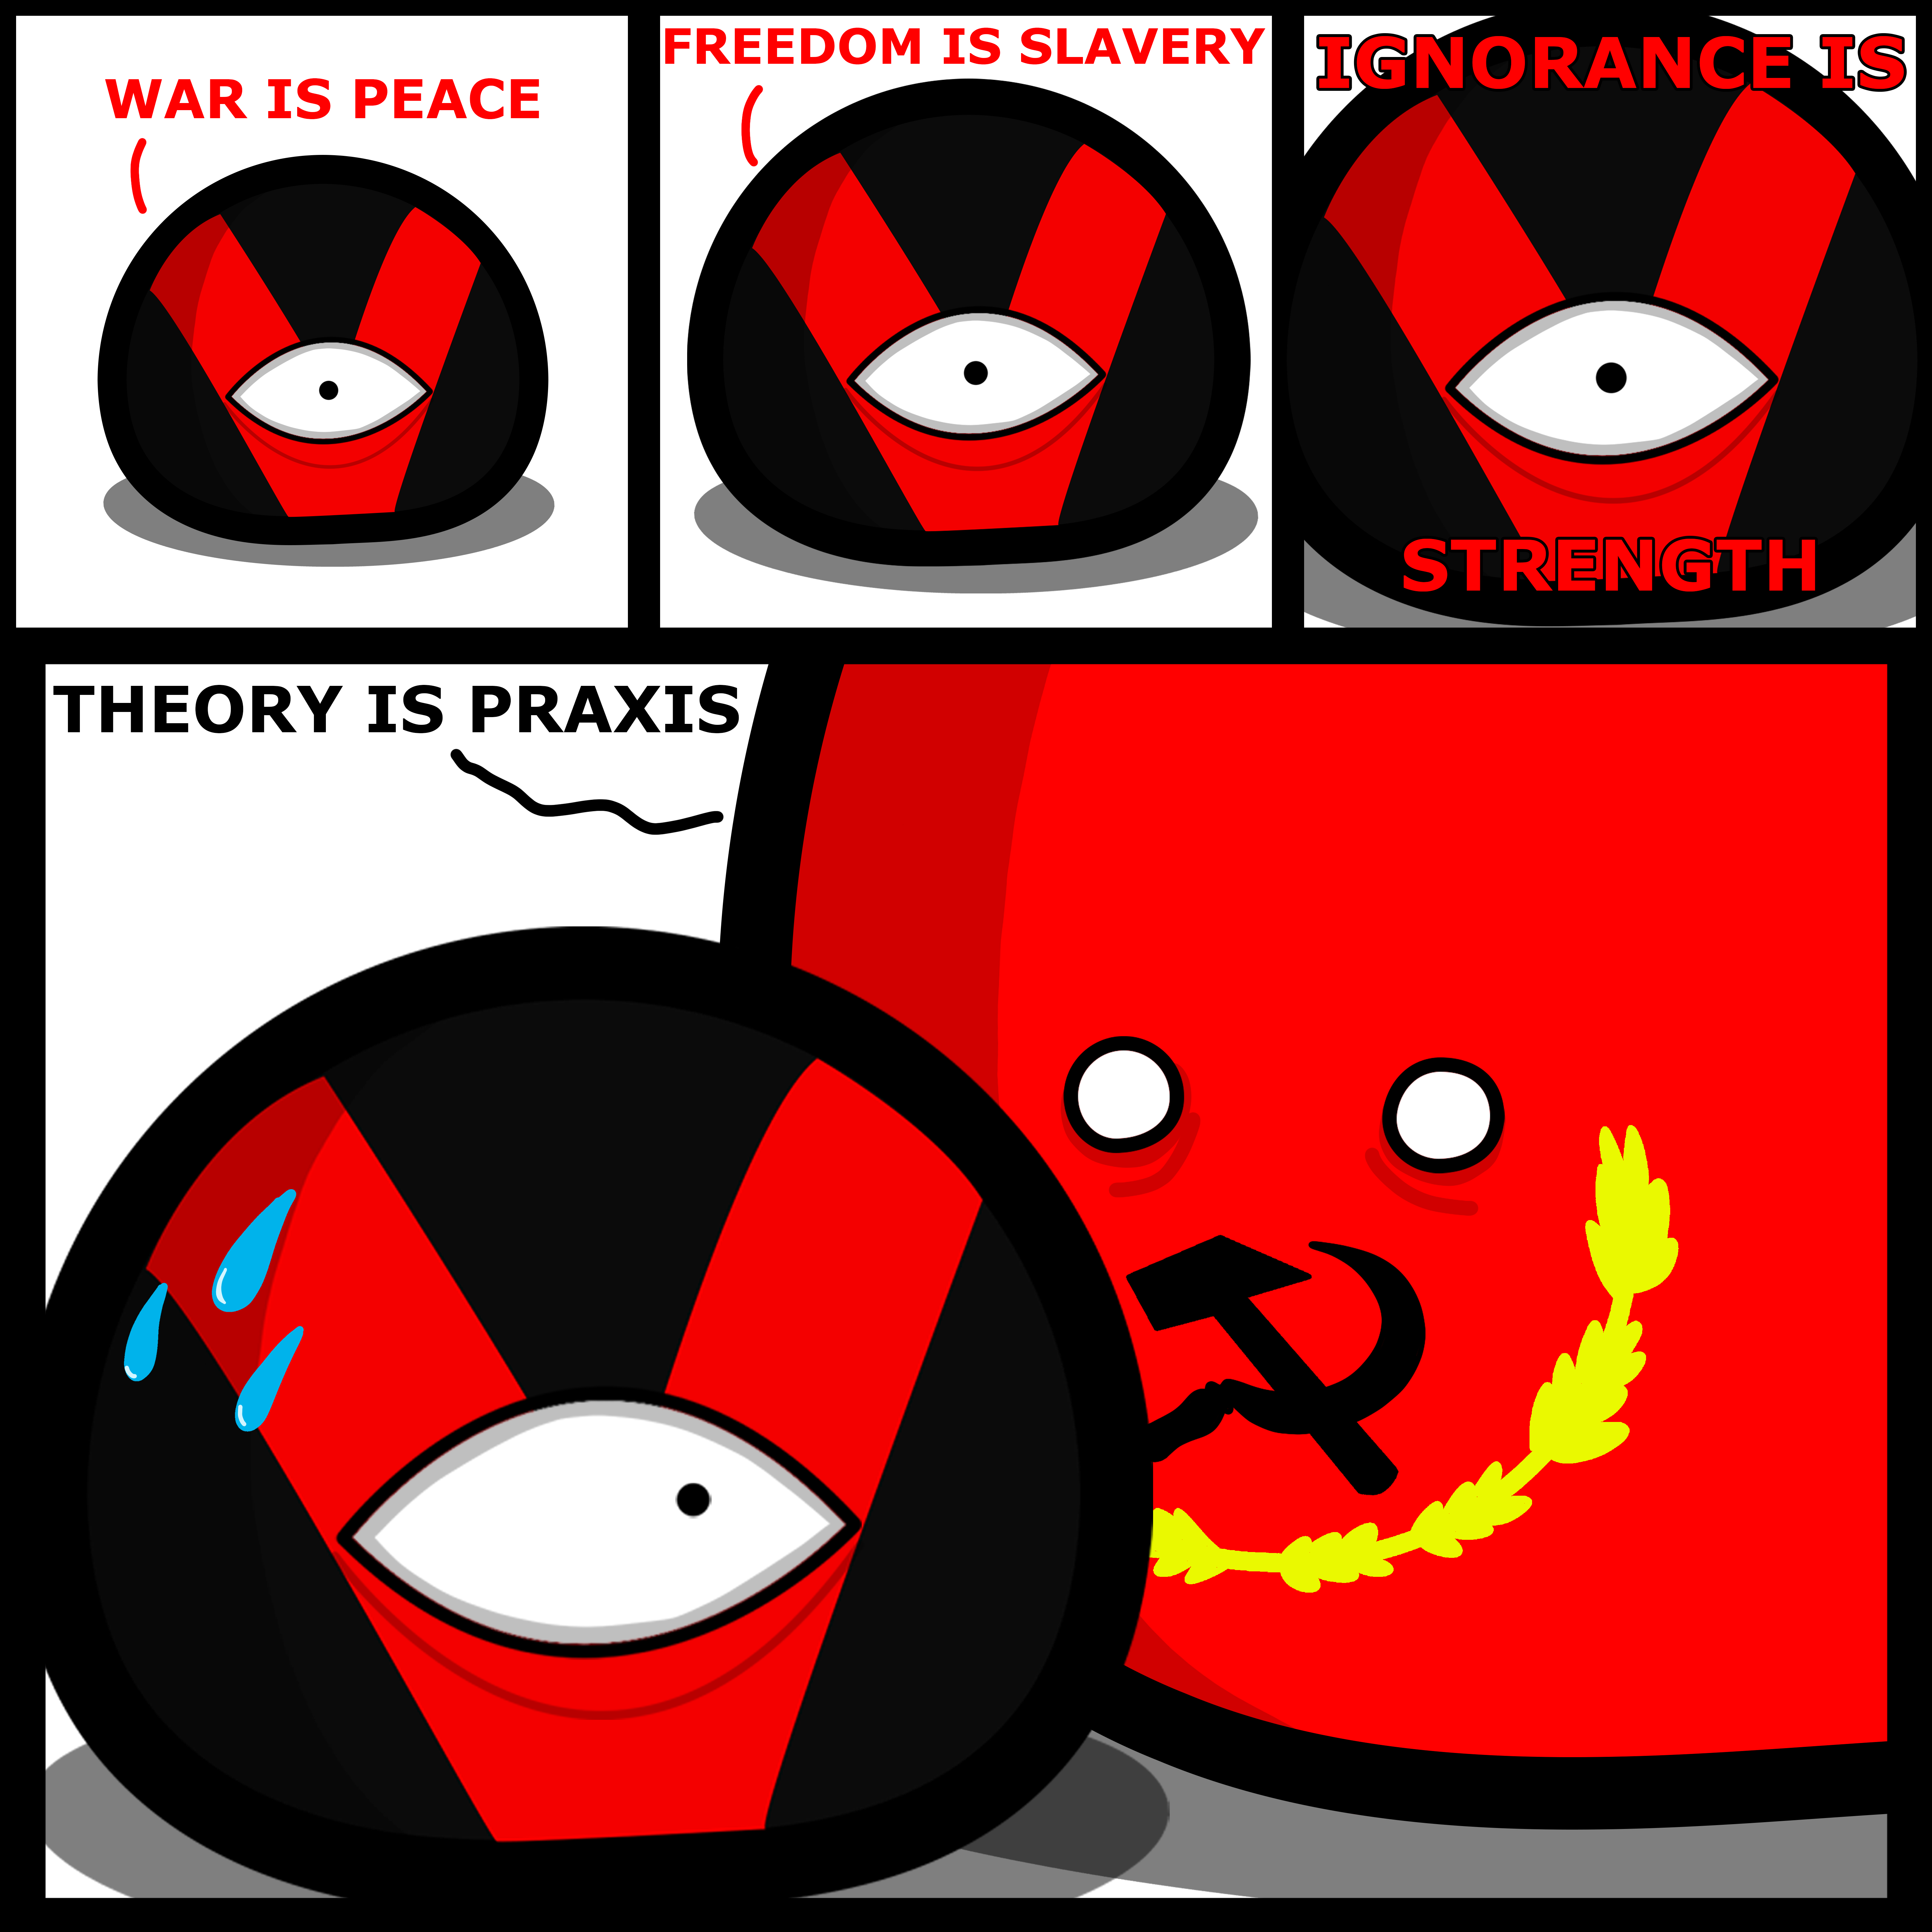 WAR IS PEACE
FREEDOM IS SLAVERY
IGNORANCE IS
STRENGTH
THEORY IS PRAXIS